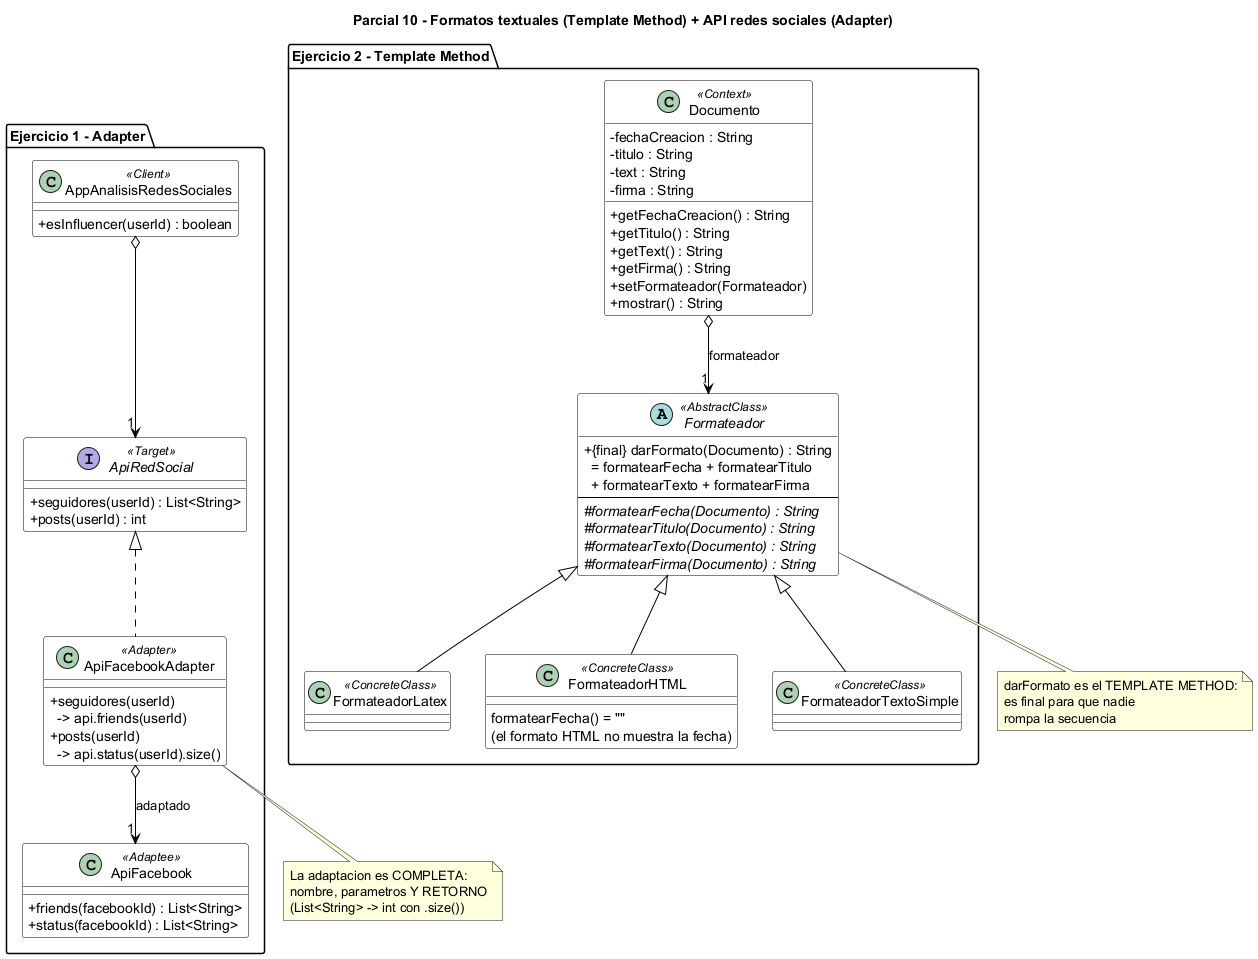 Parcial 10 - Formatos textuales (Template Method) + API redes sociales (Adapter)
Ejercicio 1 - Adapter
C
«Client»
AppAnalisisRedesSociales
+esInfluencer(userId) : boolean
1
I
«Target»
ApiRedSocial
+seguidores(userId) : List<String>
+posts(userId) : int
C
«Adapter»
ApiFacebookAdapter
+seguidores(userId)
-> api.friends(userId)
+posts(userId)
-> api.status(userId).size()
adaptado
1
C
«Adaptee»
ApiFacebook
+friends(facebookId) : List<String>
+status(facebookId) : List<String>
La adaptacion es COMPLETA:
nombre, parametros Y RETORNO
(List<String> -> int con .size())
Ejercicio 2 - Template Method
C
«Context»
Documento
-fechaCreacion : String
-titulo : String
-text : String
-firma : String
+getFechaCreacion() : String
+getTitulo() : String
+getText() : String
+getFirma() : String
+setFormateador(Formateador)
+mostrar() : String
formateador
1
A
«AbstractClass»
Formateador
+{final} darFormato(Documento) : String
= formatearFecha + formatearTitulo
+ formatearTexto + formatearFirma
#formatearFecha(Documento) : String
#formatearTitulo(Documento) : String
#formatearTexto(Documento) : String
#formatearFirma(Documento) : String
C
«ConcreteClass»
FormateadorLatex
C
«ConcreteClass»
FormateadorHTML
formatearFecha() = ""
(el formato HTML no muestra la fecha)
C
«ConcreteClass»
FormateadorTextoSimple
darFormato es el TEMPLATE METHOD:
es final para que nadie
rompa la secuencia